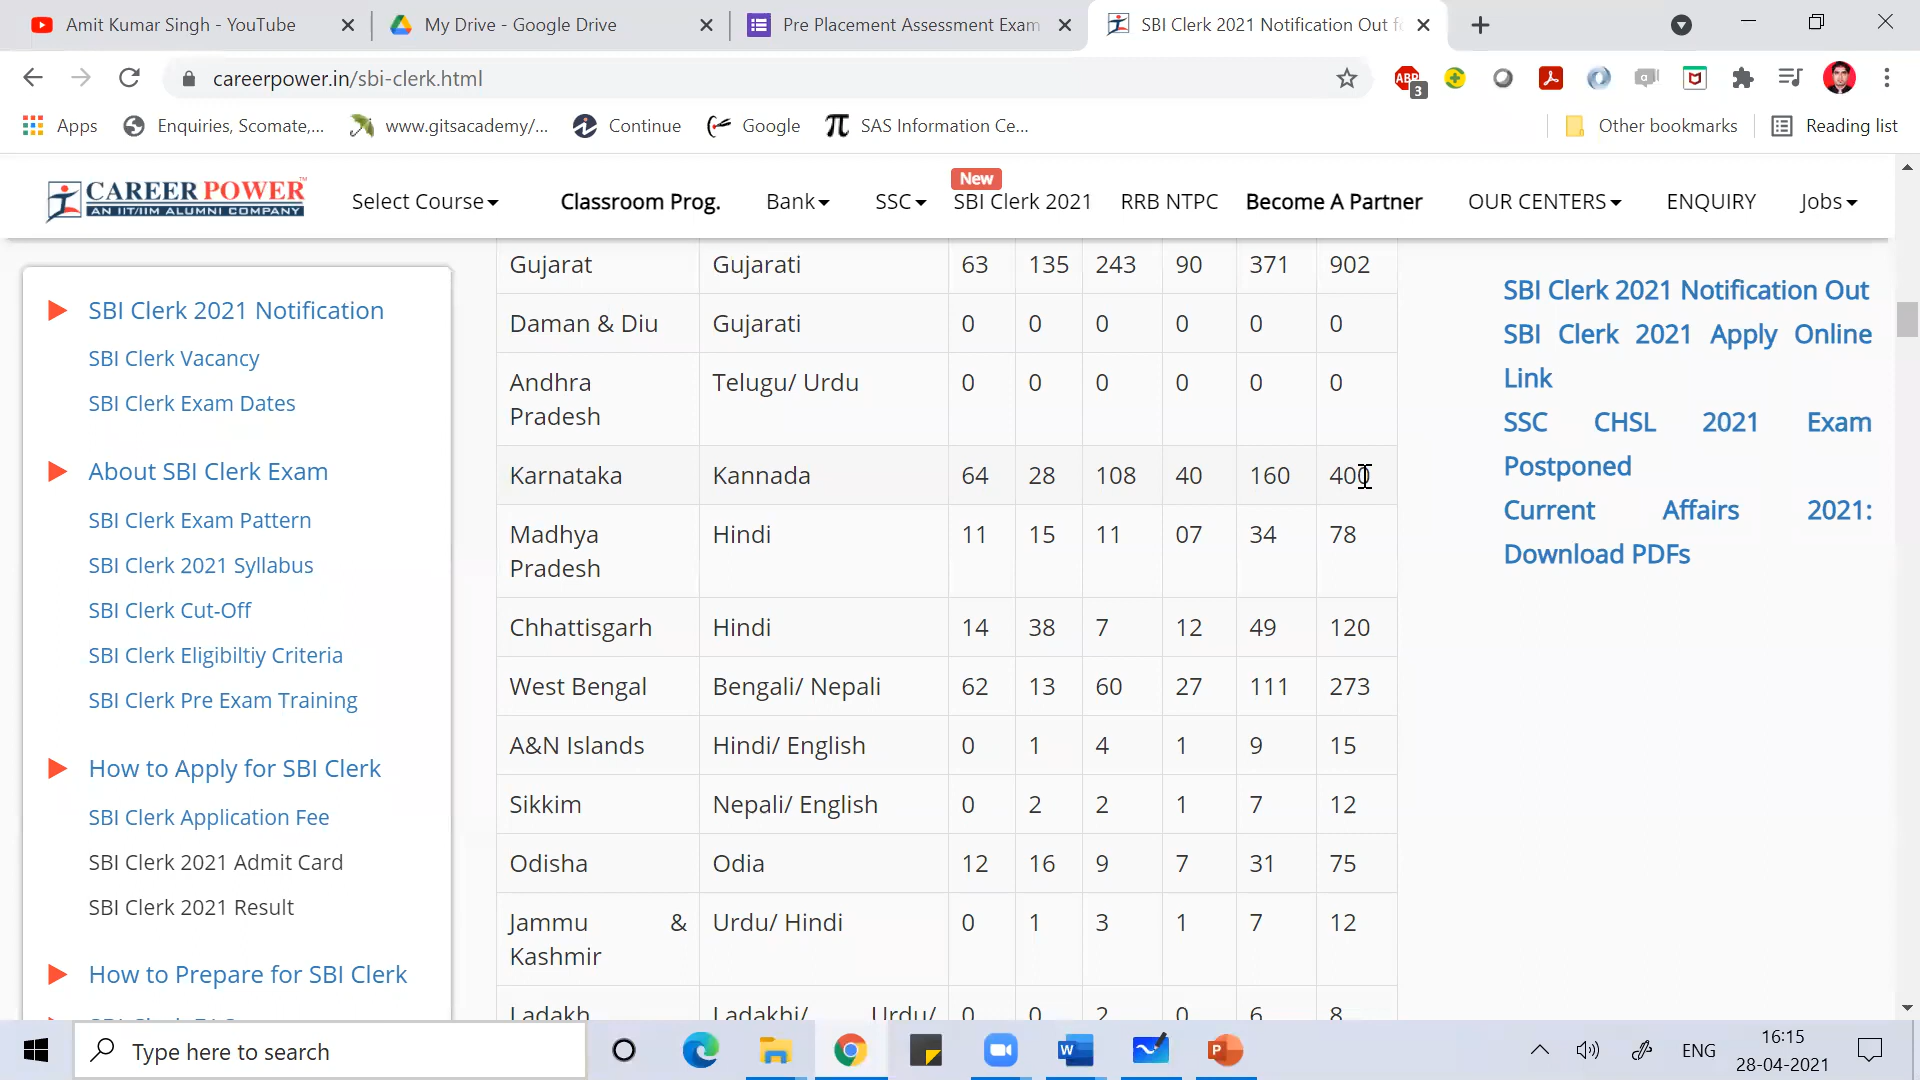 Amit Kumar Singh - YouTube
My Drive - Google Drive
Pre Placement Assessment Exam
SBI Clerk 2021 Notification Out fo
careerpower.in/sbi-clerk.html
ABP
3
Apps
Enquiries, Scomate,...
www.gitsacademy/...
Continue
Google
SAS Information Ce...
Other bookmarks
Reading list
CAREER POWER
AN IIT/IIM ALUMNI COMPANY
Select Course
Classroom Prog.
Bank
SSC
New
SBI Clerk 2021
RRB NTPC
Become A Partner
OUR CENTERS
ENQUIRY
Jobs
SBI Clerk 2021 Notification
SBI Clerk Vacancy
SBI Clerk Exam Dates
About SBI Clerk Exam
SBI Clerk Exam Pattern
SBI Clerk 2021 Syllabus
SBI Clerk Cut-Off
SBI Clerk Eligibiltiy Criteria
SBI Clerk Pre Exam Training
How to Apply for SBI Clerk
SBI Clerk Application Fee
SBI Clerk 2021 Admit Card
SBI Clerk 2021 Result
How to Prepare for SBI Clerk
Gujarat Gujarati 63 135 243 90 371 902
Daman & Diu Gujarati 0 0 0 0 0 0
Andhra Telugu/ Urdu 0 0 0 0 0 0
Pradesh
Karnataka Kannada 64 28 108 40 160 400
Madhya Hindi 11 15 11 07 34 78
Pradesh
Chhattisgarh Hindi 14 38 7 12 49 120
West Bengal Bengali/ Nepali 62 13 60 27 111 273
A&N Islands Hindi/ English 0 1 4 1 9 15
Sikkim Nepali/ English 0 2 2 1 7 12
Odisha Odia 12 16 9 7 31 75
Jammu & Urdu/ Hindi 0 1 3 1 7 12
Kashmir
Ladakh Ladakhi/ Urdu/ 0 0 2 0 6 8
SBI Clerk 2021 Notification Out
SBI Clerk 2021 Apply Online
Link
SSC CHSL 2021 Exam
Postponed
Current Affairs 2021:
Download PDFs
Type here to search
ENG
16:15
28-04-2021